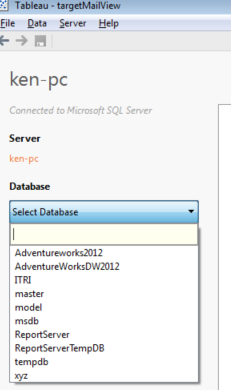 Tableau - targetMailView
File Data Server Help
ken-pc
Connected to Microsoft SQL Server
Server
ken-pc
Database
Select Database
Adventureworks2012
AdventureWorksDW2012
ITRI
master
model
msdb
ReportServer
ReportServerTempDB
tempdb
xyz